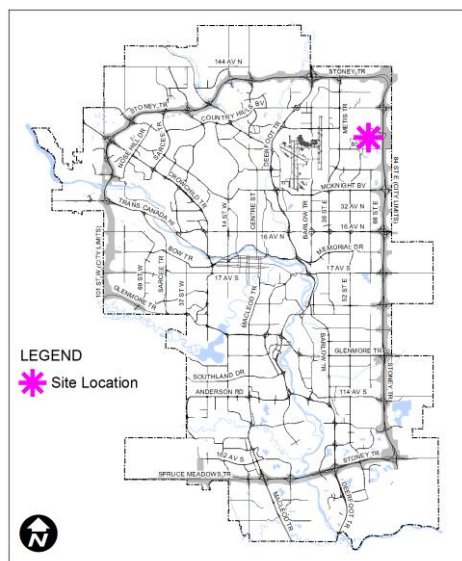 144 AV N
STONEY TR
STONEY TR
COUNTRY HILLS BV
METIS TR
DEERFOOT TR
NOSE HILL DR
SARCEE TR
CROWCHILD TR
MCKNIGHT BV
84 ST E (CITY LIMITS)
TRANS CANADA HI
14 ST W
CENTRE ST
BARLOW TR
36 ST E
32 AV N
68 ST E
16 AV N
16 AV N
BOW TR
MEMORIAL DR
101 ST W (CITY LIMITS)
69 ST W
SARCEE TR
37 ST W
17 AV S
17 AV S
MACLEOD TR
52 ST E
GLENMORE TR
BARLOW TR
GLENMORE TR
LEGEND
Site Location
SOUTHLAND DR
ANDERSON RD
114 AV S
STONEY TR
162 AV S
STONEY TR
SPRUCE MEADOWS TR
MACLEOD TR
DEERFOOT TR
N